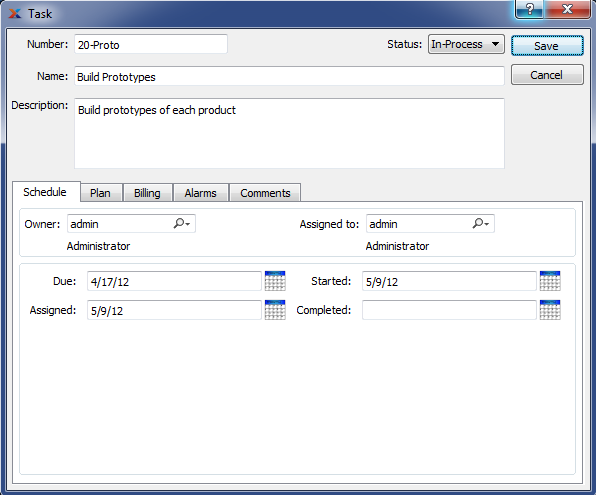 Task
Number: 20-Proto Status: In-Process Save
Name: Build Prototypes Cancel
Description: Build prototypes of each product
Schedule Plan Billing Alarms Comments
Owner: admin Assigned to: admin
Administrator Administrator
Due: 4/17/12 Started: 5/9/12
Assigned: 5/9/12 Completed: